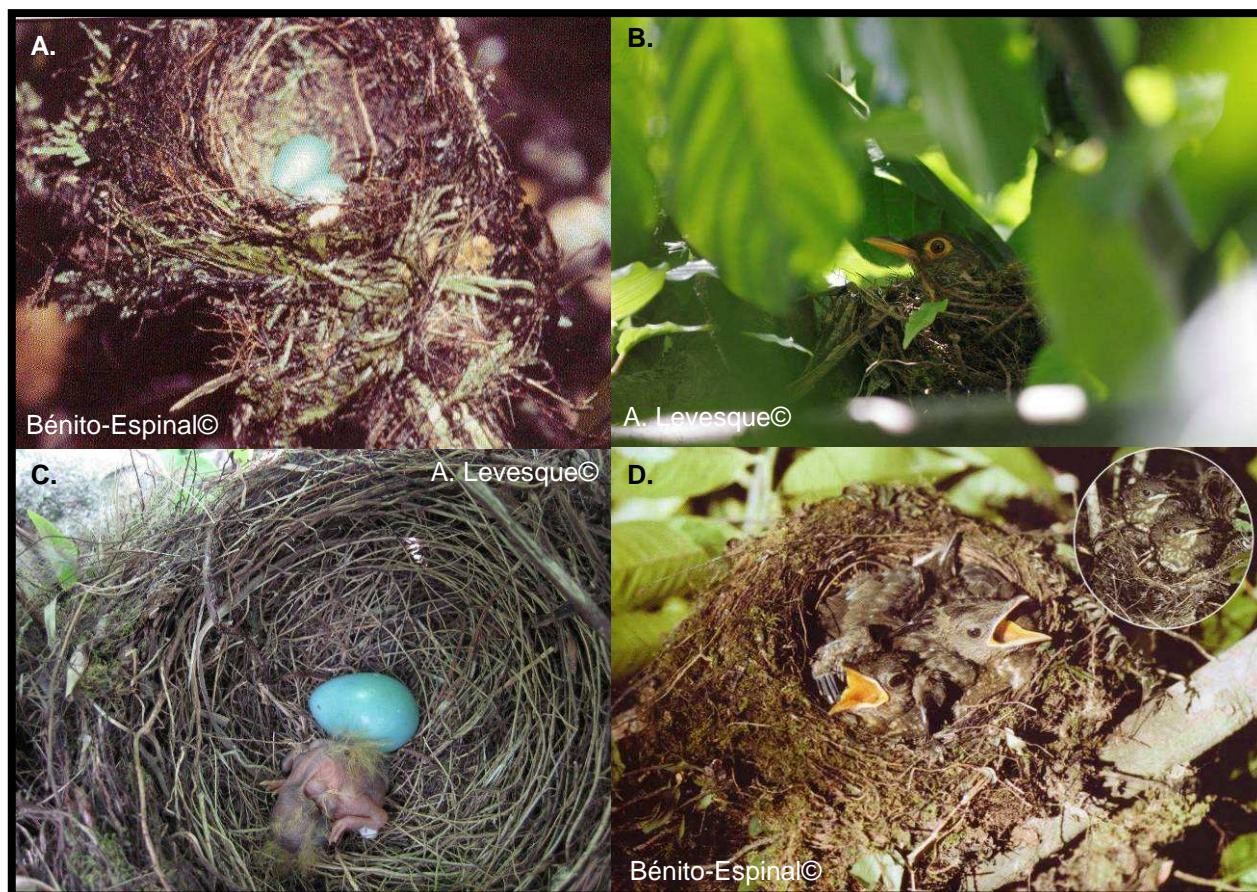 A.
Bénito-Espinal©
B.
A. Levesque©
C.
A. Levesque©
D.
Bénito-Espinal©